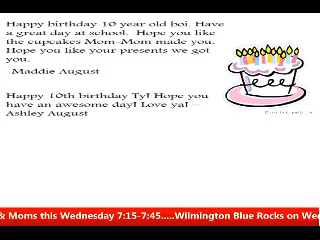 Happy birthday 10 year old boi. Have
a great day at school.  Hope you like
the cupcakes Mom-Mom made you.
Hope you like your presents we got
you.
-Maddie August
Happy 10th birthday Ty! Hope you
have an awesome day! Love ya! –
Ashley August
& Moms this Wednesday 7:15-7:45.....Wilmington Blue Rocks on Wed